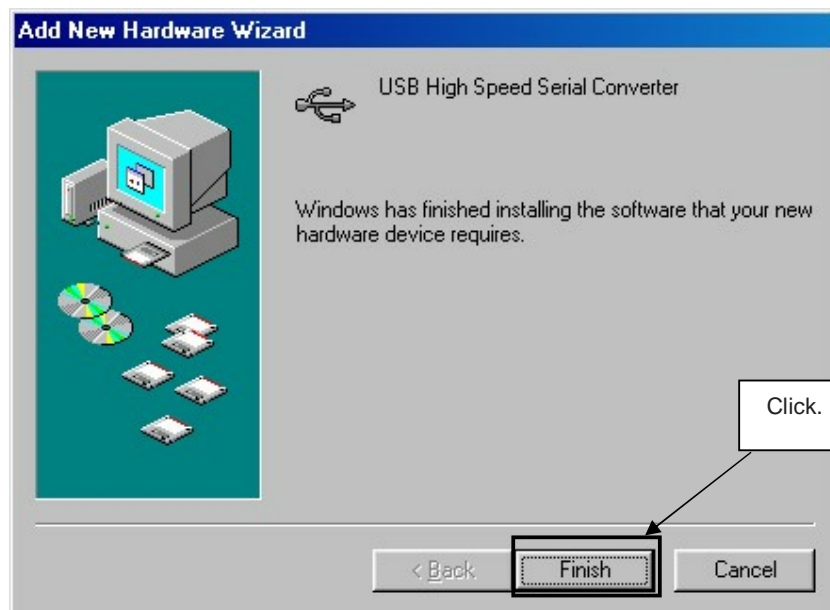 Add New Hardware Wizard
USB High Speed Serial Converter
Windows has finished installing the software that your new
hardware device requires.
Click.
< Back
Finish
Cancel